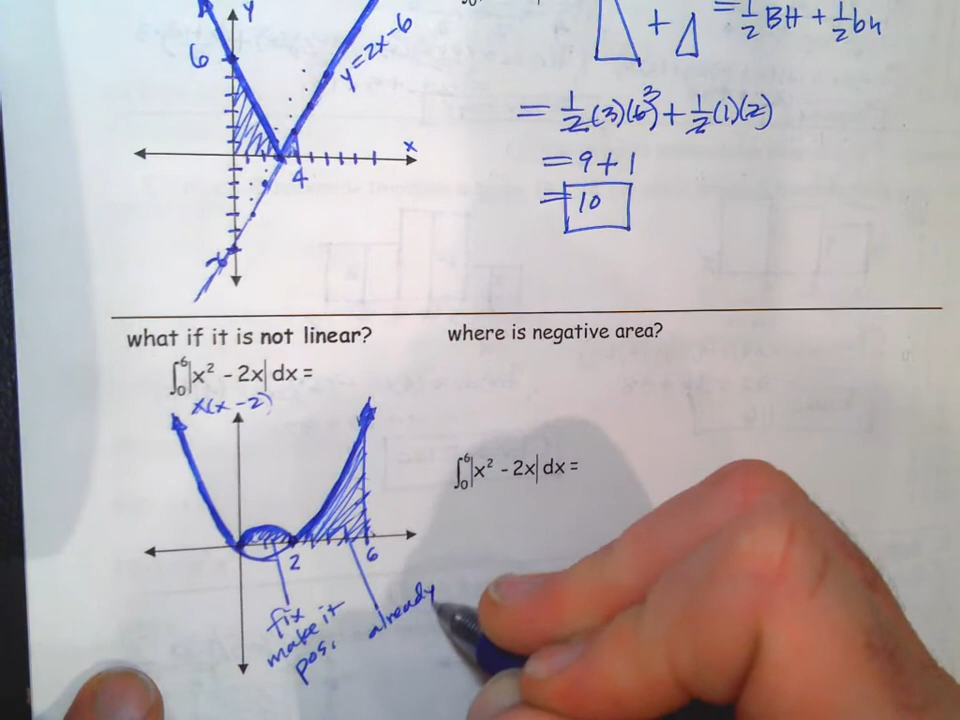 y
6
y=2x-6
x
4
-6
= 1/2 BH + 1/2 bh
+
= 1/2 (3)(6)³ + 1/2 (1)(2)
= 9 + 1
= 10
what if it is not linear?
∫₀⁶|x² - 2x| dx =
x(x - 2)
2
6
fix
make it
pos.
already
where is negative area?
∫₀⁶|x² - 2x| dx =